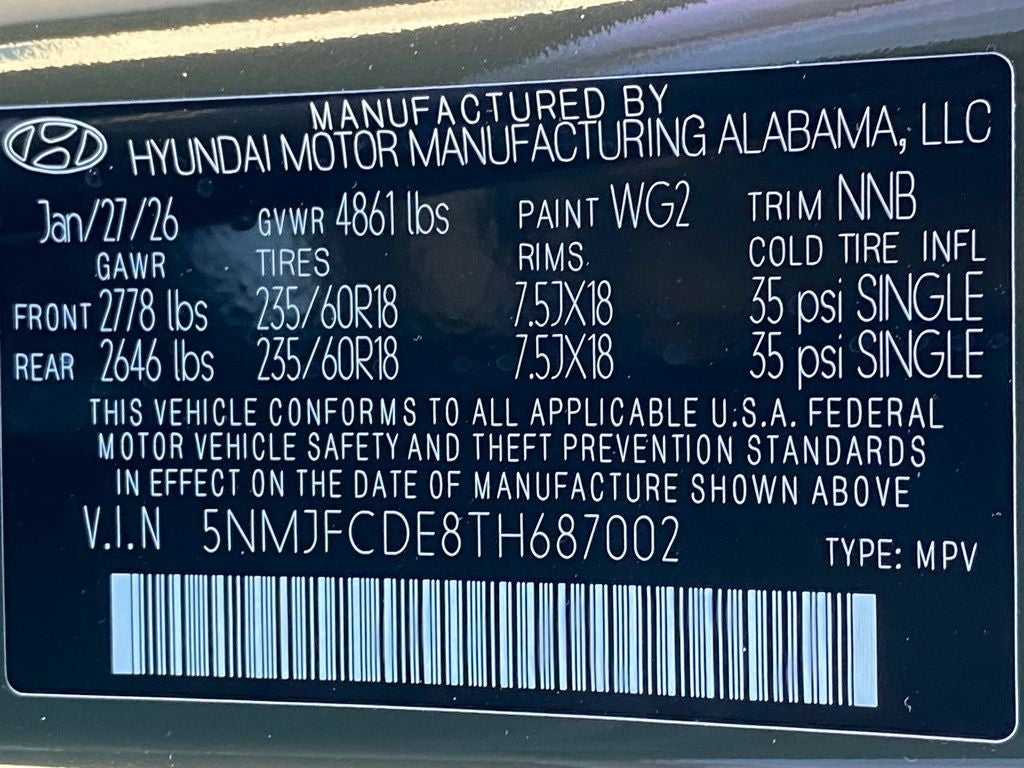 MANUFACTURED BY
HYUNDAI MOTOR MANUFACTURING ALABAMA, LLC
Jan/27/26 GVWR 4861 lbs PAINT WG2 TRIM NNB
GAWR TIRES RIMS COLD TIRE INFL
FRONT 2778 lbs 235/60R18 7.5JX18 35 psi SINGLE
REAR 2646 lbs 235/60R18 7.5JX18 35 psi SINGLE
THIS VEHICLE CONFORMS TO ALL APPLICABLE U.S.A. FEDERAL
MOTOR VEHICLE SAFETY AND THEFT PREVENTION STANDARDS
IN EFFECT ON THE DATE OF MANUFACTURE SHOWN ABOVE
V.I.N 5NMJFCDE8TH687002 TYPE: MPV